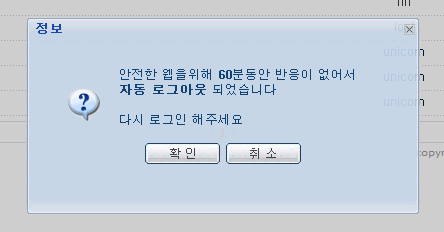 정보
안전한 웹을위해 60분동안 반응이 없어서
자동 로그아웃 되었습니다
다시 로그인 해주세요
확 인
취 소